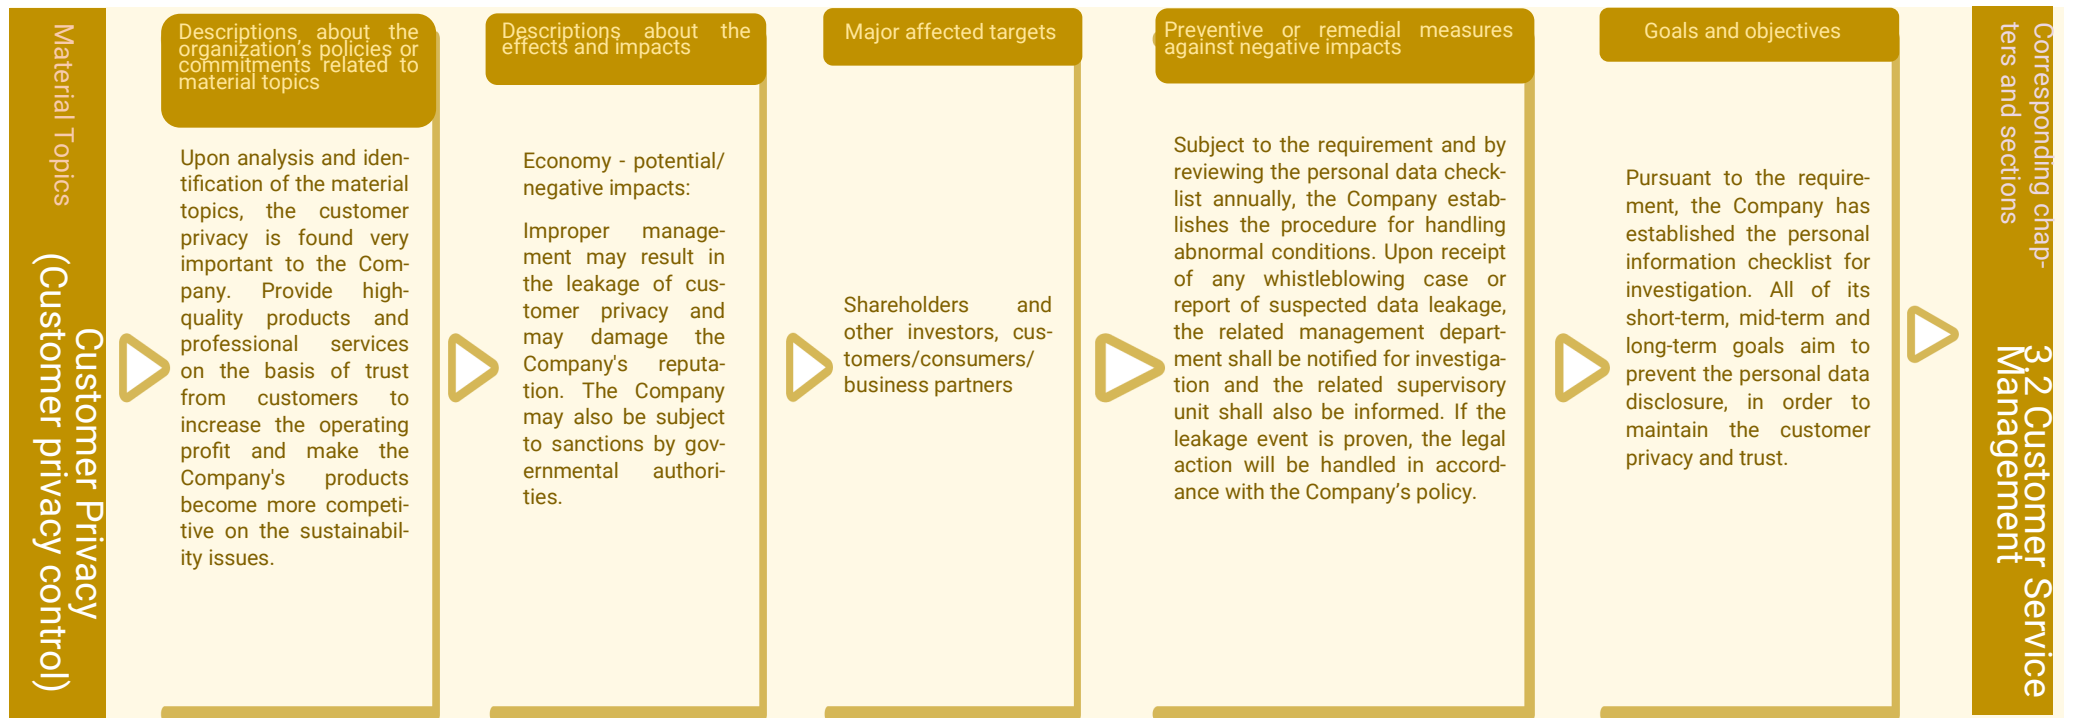 Material Topics
Customer Privacy
(Customer privacy control)
Descriptions about the
organization's policies or
commitments related to
material topics
Upon analysis and iden-
tification of the material
topics, the customer
privacy is found very
important to the Com-
pany. Provide high-
quality products and
professional services
on the basis of trust
from customers to
increase the operating
profit and make the
Company's products
become more competi-
tive on the sustainabil-
ity issues.
Descriptions about the
effects and impacts
Economy - potential/
negative impacts:
Improper manage-
ment may result in
the leakage of cus-
tomer privacy and
may damage the
Company's reputa-
tion. The Company
may also be subject
to sanctions by gov-
ernmental authori-
ties.
Major affected targets
Shareholders and
other investors, cus-
tomers/consumers/
business partners
Preventive or remedial measures
against negative impacts
Subject to the requirement and by
reviewing the personal data check-
list annually, the Company estab-
lishes the procedure for handling
abnormal conditions. Upon receipt
of any whistleblowing case or
report of suspected data leakage,
the related management depart-
ment shall be notified for investiga-
tion and the related supervisory
unit shall also be informed. If the
leakage event is proven, the legal
action will be handled in accord-
ance with the Company’s policy.
Goals and objectives
Pursuant to the require-
ment, the Company has
established the personal
information checklist for
investigation. All of its
short-term, mid-term and
long-term goals aim to
prevent the personal data
disclosure, in order to
maintain the customer
privacy and trust.
Corresponding chap-
ters and sections
3.2 Customer Service
Management